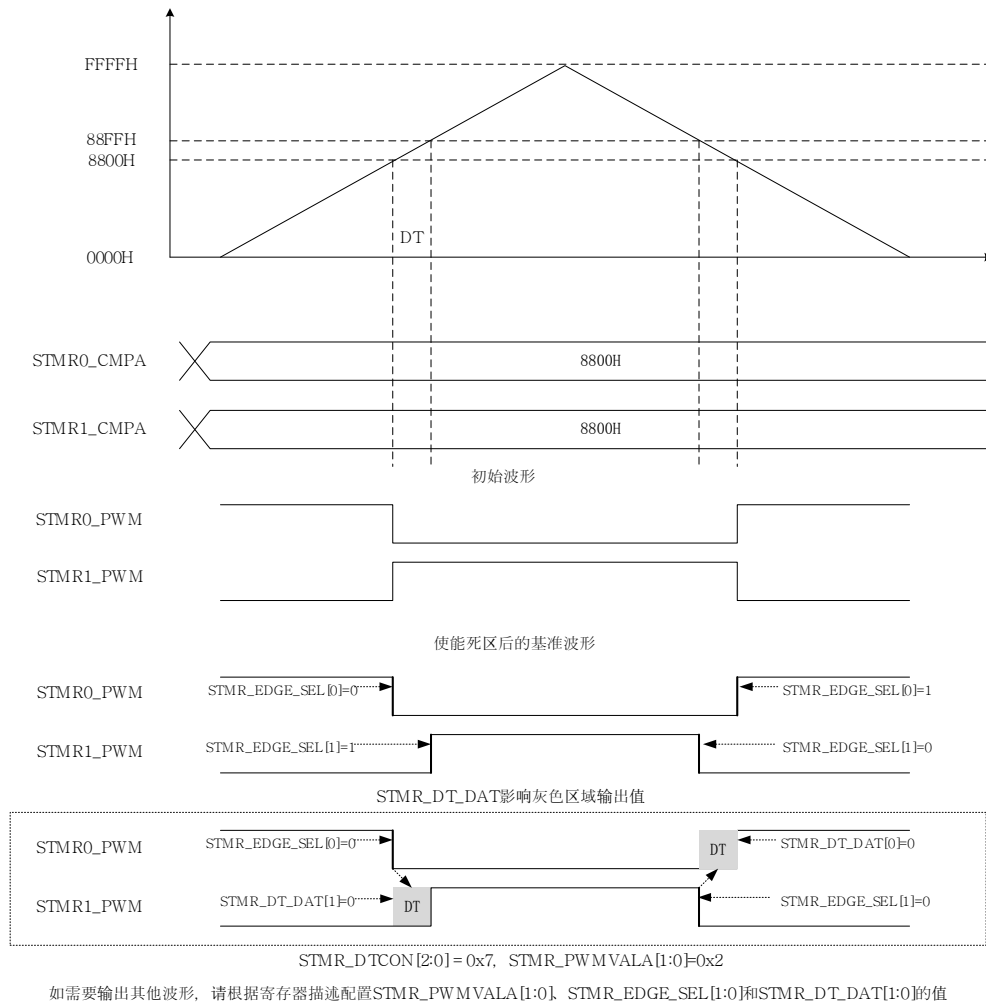 FFFFH
88FFH
8800H
DT
0000H
STMR0_CMPA
8800H
STMR1_CMPA
8800H
初始波形
STMR0_PWM
STMR1_PWM
使能死区后的基准波形
STMR0_PWM
STMR_EDGE_SEL[0]=0
STMR_EDGE_SEL[0]=1
STMR1_PWM
STMR_EDGE_SEL[1]=1
STMR_EDGE_SEL[1]=0
STMR_DT_DAT影响灰色区域输出值
STMR0_PWM
STMR_EDGE_SEL[0]=0
DT
STMR_DT_DAT[0]=0
STMR1_PWM
STMR_DT_DAT[1]=0
DT
STMR_EDGE_SEL[1]=0
STMR_DTCON[2:0] = 0x7, STMR_PWMVALA[1:0]=0x2
如需要输出其他波形, 请根据寄存器描述配置STMR_PWMVALA[1:0]、STMR_EDGE_SEL[1:0]和STMR_DT_DAT[1:0]的值